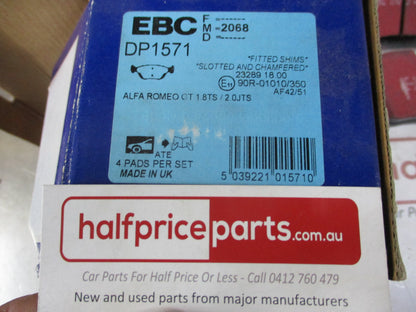 EBC
F=------
M=2068
D=------
DP1571
"FITTED SHIMS"
"SLOTTED AND CHAMFERED"
23289 18.00
E11 90R-01010/350
AF42/51
ALFA ROMEO GT 1.8TS / 2.0JTS
ATE
4 PADS PER SET
MADE IN UK
5 039221 015710
halfpriceparts.com.au
Car Parts For Half Price Or Less - Call 0412 760 479
New and used parts from major manufacturers